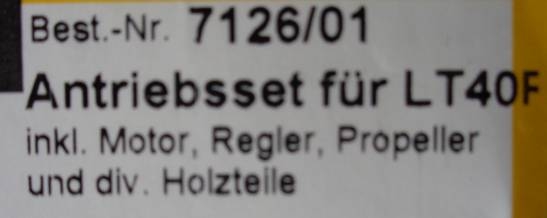 Best.-Nr. 7126/01
Antriebsset für LT40F
inkl. Motor, Regler, Propeller
und div. Holzteile